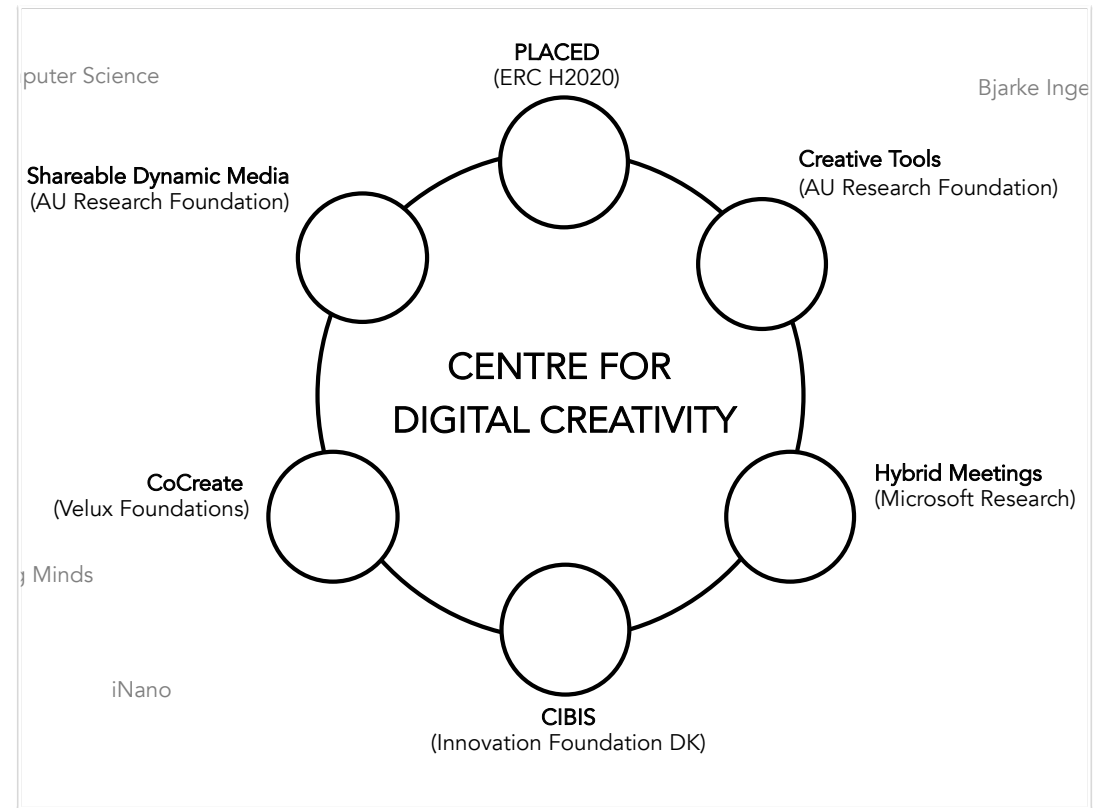 PLACED
(ERC H2020)
puter Science
Bjarke Inge
Creative Tools
(AU Research Foundation)
Shareable Dynamic Media
(AU Research Foundation)
CENTRE FOR
DIGITAL CREATIVITY
CoCreate
(Velux Foundations)
Hybrid Meetings
(Microsoft Research)
g Minds
iNano
CIBIS
(Innovation Foundation DK)